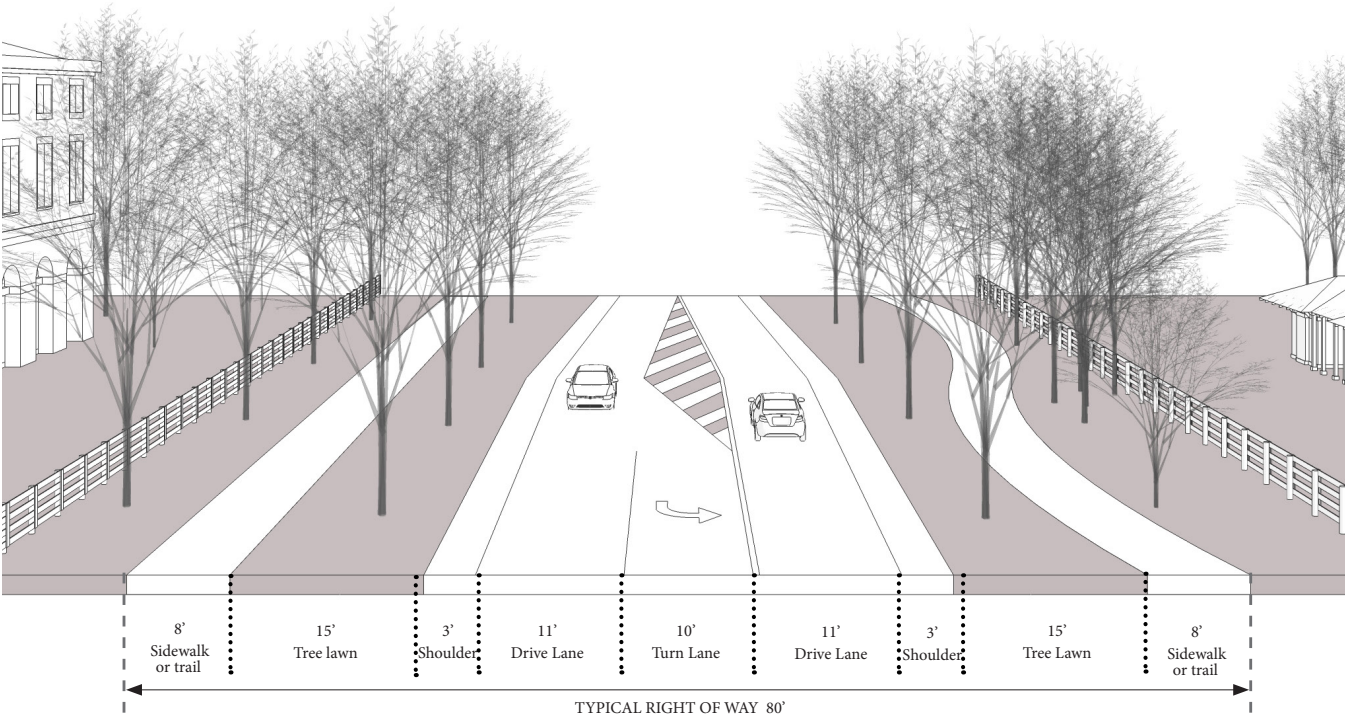 8’
Sidewalk
or trail
15’
Tree lawn
3’
Shoulder
11’
Drive Lane
10’
Turn Lane
11’
Drive Lane
3’
Shoulder
15’
Tree Lawn
8’
Sidewalk
or trail
TYPICAL RIGHT OF WAY 80’